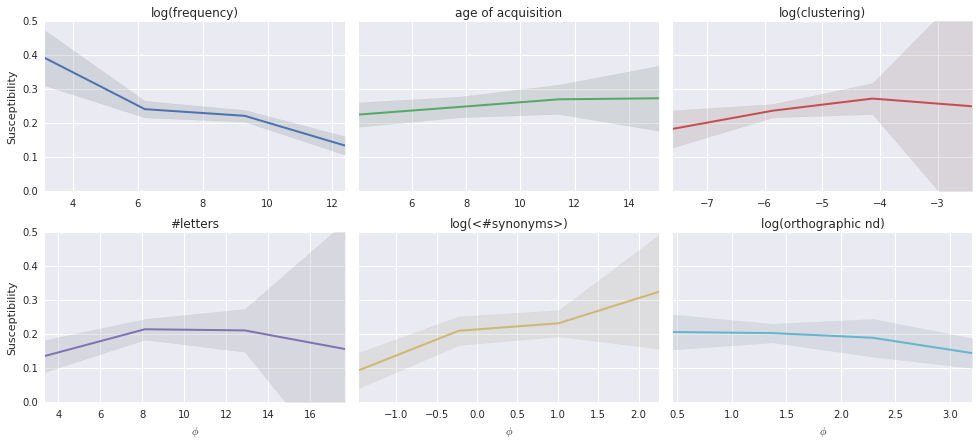 log(frequency)
age of acquisition
log(clustering)
Susceptibility
0.5
0.4
0.3
0.2
0.1
0.0
4 6 8 10 12
6 8 10 12 14
−7 −6 −5 −4 −3
#letters
log(<#synonyms>)
log(orthographic nd)
Susceptibility
0.5
0.4
0.3
0.2
0.1
0.0
4 6 8 10 12 14 16
−1.0 −0.5 0.0 0.5 1.0 1.5 2.0
0.5 1.0 1.5 2.0 2.5 3.0
ϕ
ϕ
ϕ